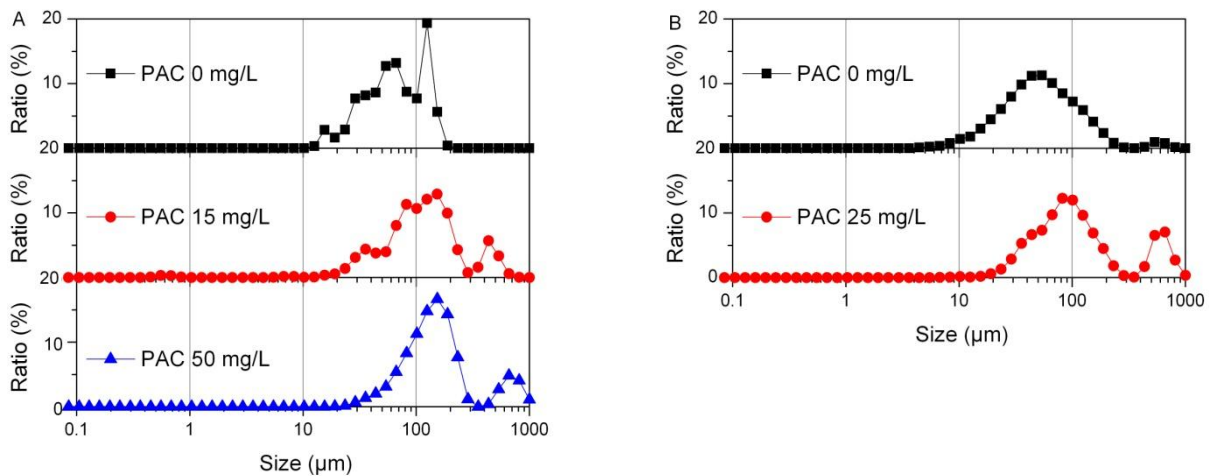 A
20
10
20
10
20
10
0
Ratio (%)
Ratio (%)
Ratio (%)
PAC 0 mg/L
PAC 15 mg/L
PAC 50 mg/L
0.1 1 10 100 1000
Size (µm)
B
20
10
20
10
0
Ratio (%)
Ratio (%)
PAC 0 mg/L
PAC 25 mg/L
0.1 1 10 100 1000
Size (µm)